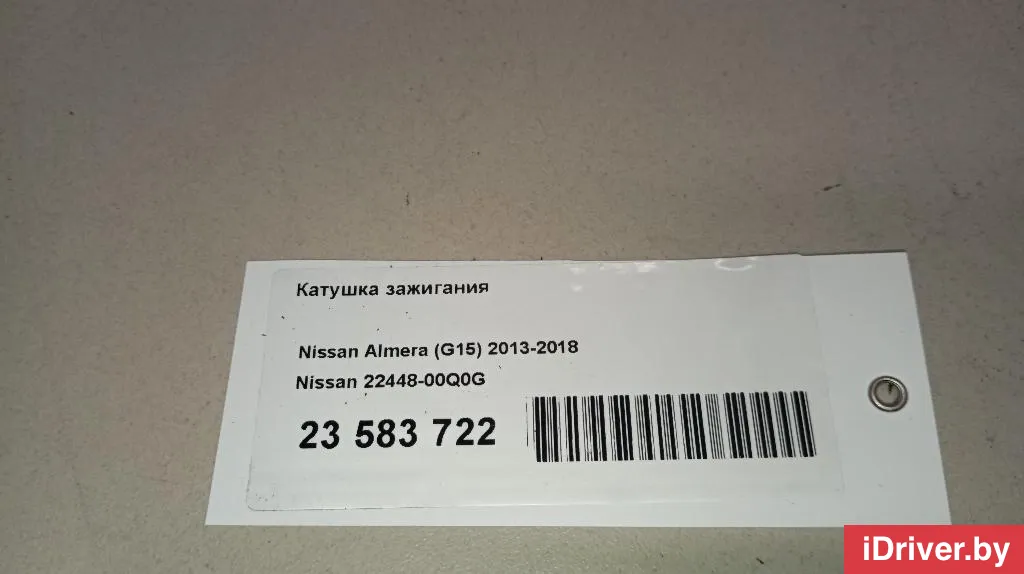 Катушка зажигания
Nissan Almera (G15) 2013-2018
Nissan 22448-00Q0G
23 583 722
iDriver.by